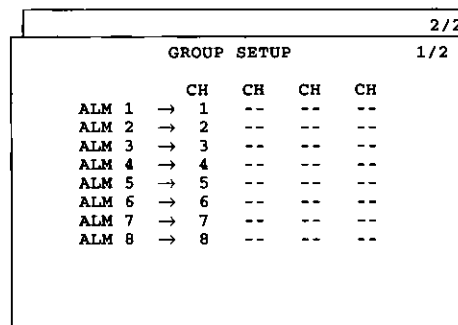 2/2
GROUP SETUP 1/2
CH CH CH CH
ALM 1 → 1 -- -- --
ALM 2 → 2 -- -- --
ALM 3 → 3 -- -- --
ALM 4 → 4 -- -- --
ALM 5 → 5 -- -- --
ALM 6 → 6 -- -- --
ALM 7 → 7 -- -- --
ALM 8 → 8 -- -- --